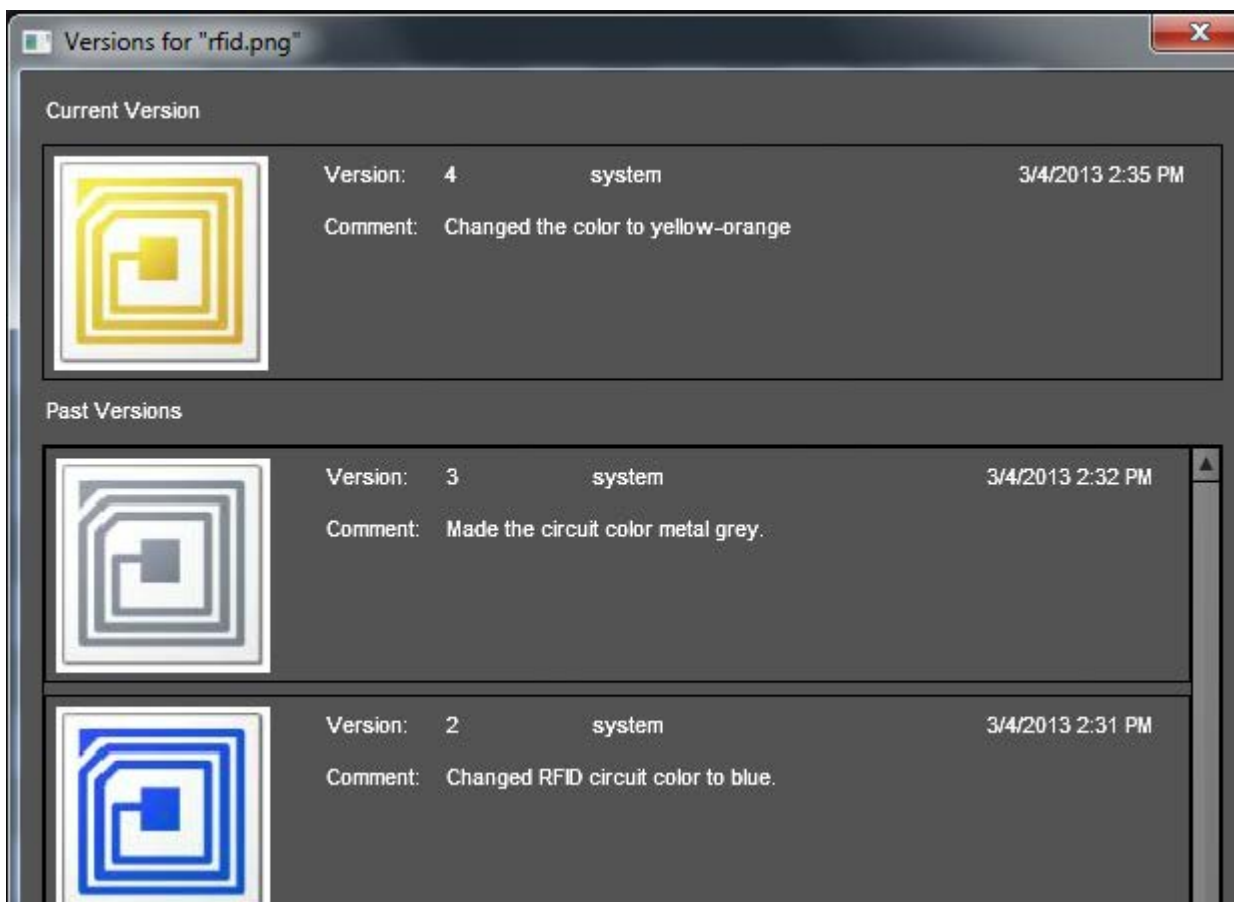 Versions for "rfid.png"
x
Current Version
Version: 4 system 3/4/2013 2:35 PM
Comment: Changed the color to yellow-orange
Past Versions
Version: 3 system 3/4/2013 2:32 PM
Comment: Made the circuit color metal grey.
Version: 2 system 3/4/2013 2:31 PM
Comment: Changed RFID circuit color to blue.